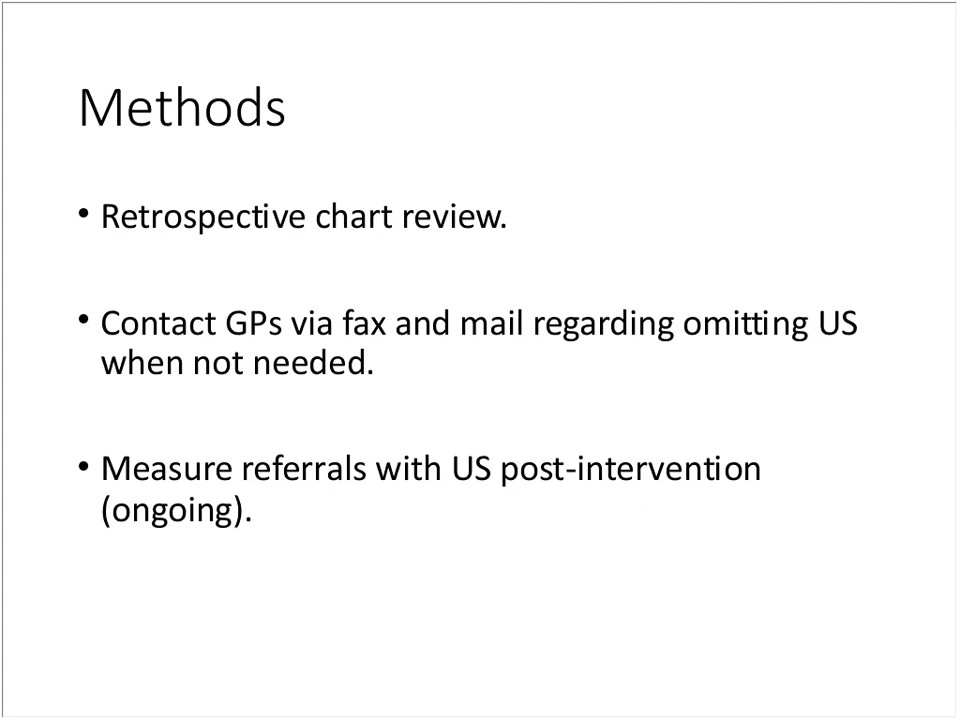 Methods
• Retrospective chart review.
• Contact GPs via fax and mail regarding omitting US
when not needed.
• Measure referrals with US post-intervention
(ongoing).